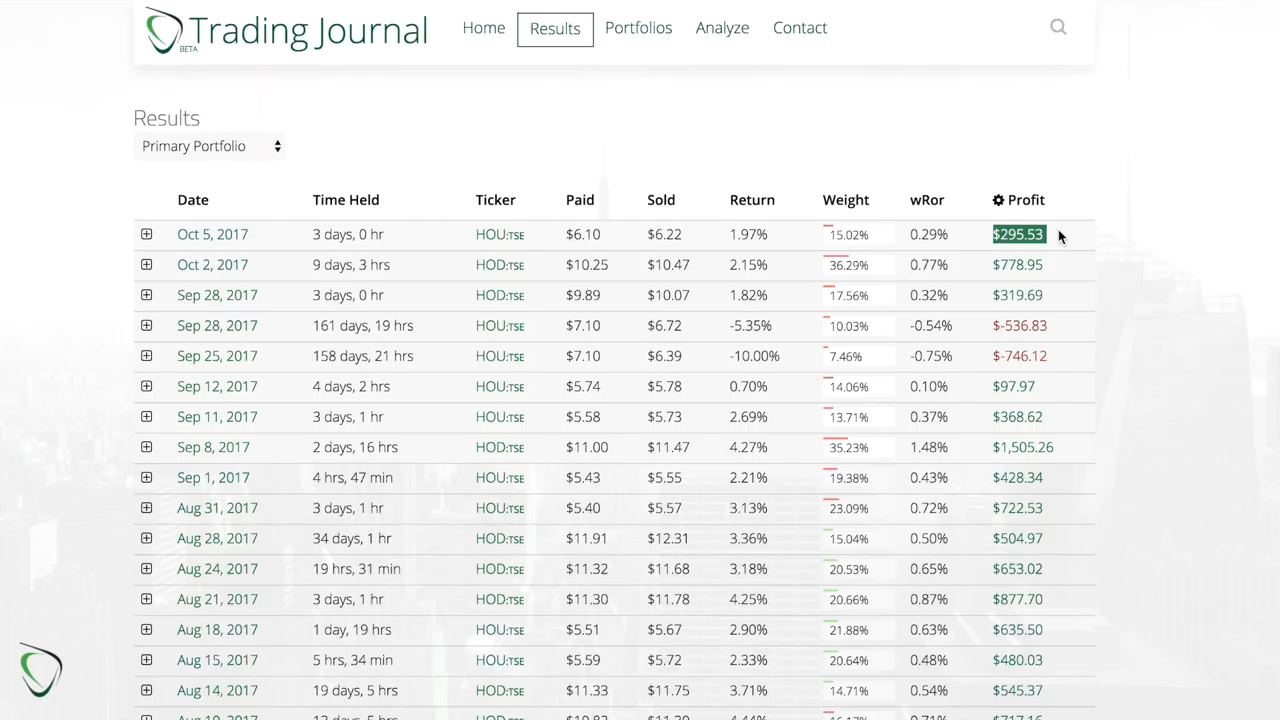 Trading Journal
BETA
Home Results Portfolios Analyze Contact
Results
Primary Portfolio
Date Time Held Ticker Paid Sold Return Weight wRor Profit
Oct 5, 2017 3 days, 0 hr HOU:TSE $6.10 $6.22 1.97% 15.02% 0.29% $295.53
Oct 2, 2017 9 days, 3 hrs HOD:TSE $10.25 $10.47 2.15% 36.29% 0.77% $778.95
Sep 28, 2017 3 days, 0 hr HOD:TSE $9.89 $10.07 1.82% 17.56% 0.32% $319.69
Sep 28, 2017 161 days, 19 hrs HOU:TSE $7.10 $6.72 -5.35% 10.03% -0.54% $-536.83
Sep 25, 2017 158 days, 21 hrs HOU:TSE $7.10 $6.39 -10.00% 7.46% -0.75% $-746.12
Sep 12, 2017 4 days, 2 hrs HOU:TSE $5.74 $5.78 0.70% 14.06% 0.10% $97.97
Sep 11, 2017 3 days, 1 hr HOU:TSE $5.58 $5.73 2.69% 13.71% 0.37% $368.62
Sep 8, 2017 2 days, 16 hrs HOD:TSE $11.00 $11.47 4.27% 35.23% 1.48% $1,505.26
Sep 1, 2017 4 hrs, 47 min HOU:TSE $5.43 $5.55 2.21% 19.38% 0.43% $428.34
Aug 31, 2017 3 days, 1 hr HOU:TSE $5.40 $5.57 3.13% 23.09% 0.72% $722.53
Aug 28, 2017 34 days, 1 hr HOD:TSE $11.91 $12.31 3.36% 15.04% 0.50% $504.97
Aug 24, 2017 19 hrs, 31 min HOD:TSE $11.32 $11.68 3.18% 20.53% 0.65% $653.02
Aug 21, 2017 3 days, 1 hr HOD:TSE $11.30 $11.78 4.25% 20.66% 0.87% $877.70
Aug 18, 2017 1 day, 19 hrs HOU:TSE $5.51 $5.67 2.90% 21.88% 0.63% $635.50
Aug 15, 2017 5 hrs, 34 min HOU:TSE $5.59 $5.72 2.33% 20.64% 0.48% $480.03
Aug 14, 2017 19 days, 5 hrs HOD:TSE $11.33 $11.75 3.71% 14.71% 0.54% $545.37